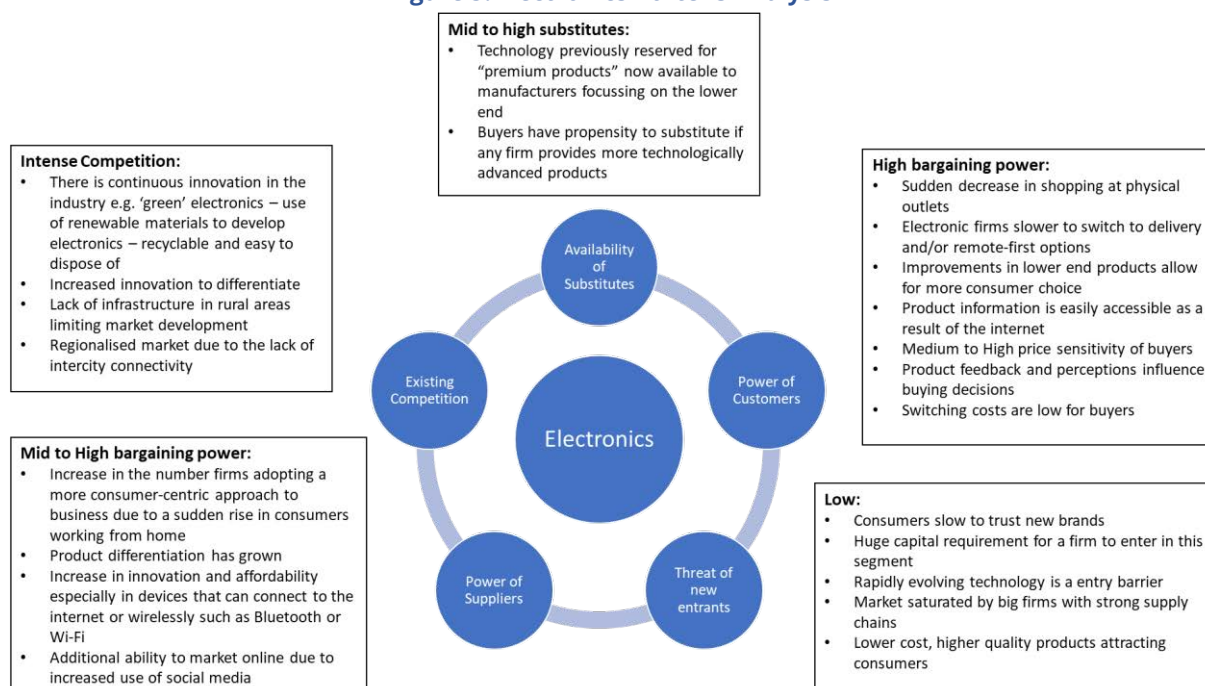 Mid to high substitutes:
• Technology previously reserved for
“premium products” now available to
manufacturers focussing on the lower
end
• Buyers have propensity to substitute if
any firm provides more technologically
advanced products
Intense Competition:
• There is continuous innovation in the
industry e.g. ‘green’ electronics – use
of renewable materials to develop
electronics – recyclable and easy to
dispose of
• Increased innovation to differentiate
• Lack of infrastructure in rural areas
limiting market development
• Regionalised market due to the lack of
intercity connectivity
High bargaining power:
• Sudden decrease in shopping at physical
outlets
• Electronic firms slower to switch to delivery
and/or remote-first options
• Improvements in lower end products allow
for more consumer choice
• Product information is easily accessible as a
result of the internet
• Medium to High price sensitivity of buyers
• Product feedback and perceptions influence
buying decisions
• Switching costs are low for buyers
Availability
of
Substitutes
Existing
Competition
Power of
Customers
Electronics
Power of
Suppliers
Threat of
new
entrants
Mid to High bargaining power:
• Increase in the number firms adopting a
more consumer-centric approach to
business due to a sudden rise in consumers
working from home
• Product differentiation has grown
• Increase in innovation and affordability
especially in devices that can connect to the
internet or wirelessly such as Bluetooth or
Wi-Fi
• Additional ability to market online due to
increased use of social media
Low:
• Consumers slow to trust new brands
• Huge capital requirement for a firm to enter in this
segment
• Rapidly evolving technology is a entry barrier
• Market saturated by big firms with strong supply
chains
• Lower cost, higher quality products attracting
consumers